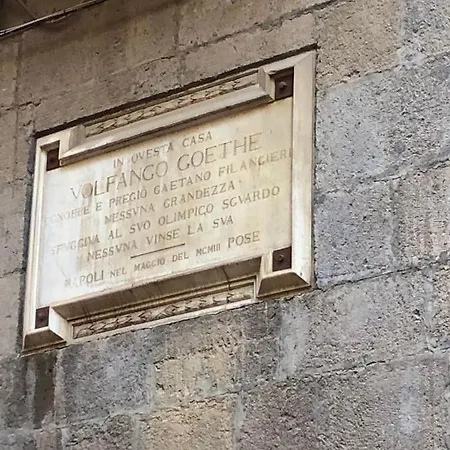 IN QVESTA CASA
VOLFANGO GOETHE
CONOBBE E PREGIÒ GAETANO FILANGIERI
NESSVNA GRANDEZZA
SFVGGIVA AL SVO OLIMPICO SGVARDO
NESSVNA VINSE LA SVA
NAPOLI NEL MAGGIO DEL MCMIII POSE